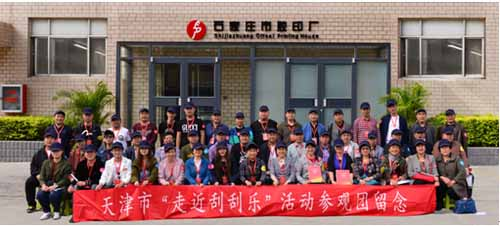 石家庄市胶印厂
Shijiazhuang Offset Printing House
天津市“走近刮刮乐”活动参观团留念